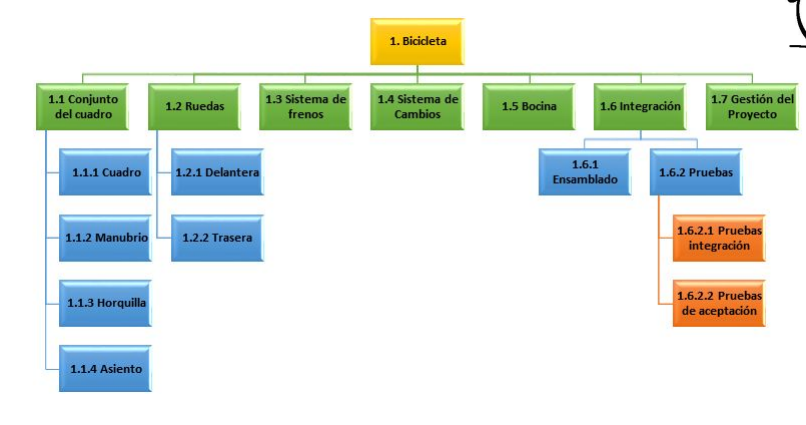 1. Bicicleta
1.1 Conjunto
del cuadro
1.2 Ruedas
1.3 Sistema de
frenos
1.4 Sistema de
Cambios
1.5 Bocina
1.6 Integración
1.7 Gestión del
Proyecto
1.1.1 Cuadro
1.2.1 Delantera
1.6.1
Ensamblado
1.6.2 Pruebas
1.1.2 Manubrio
1.2.2 Trasera
1.6.2.1 Pruebas
integración
1.1.3 Horquilla
1.6.2.2 Pruebas
de aceptación
1.1.4 Asiento